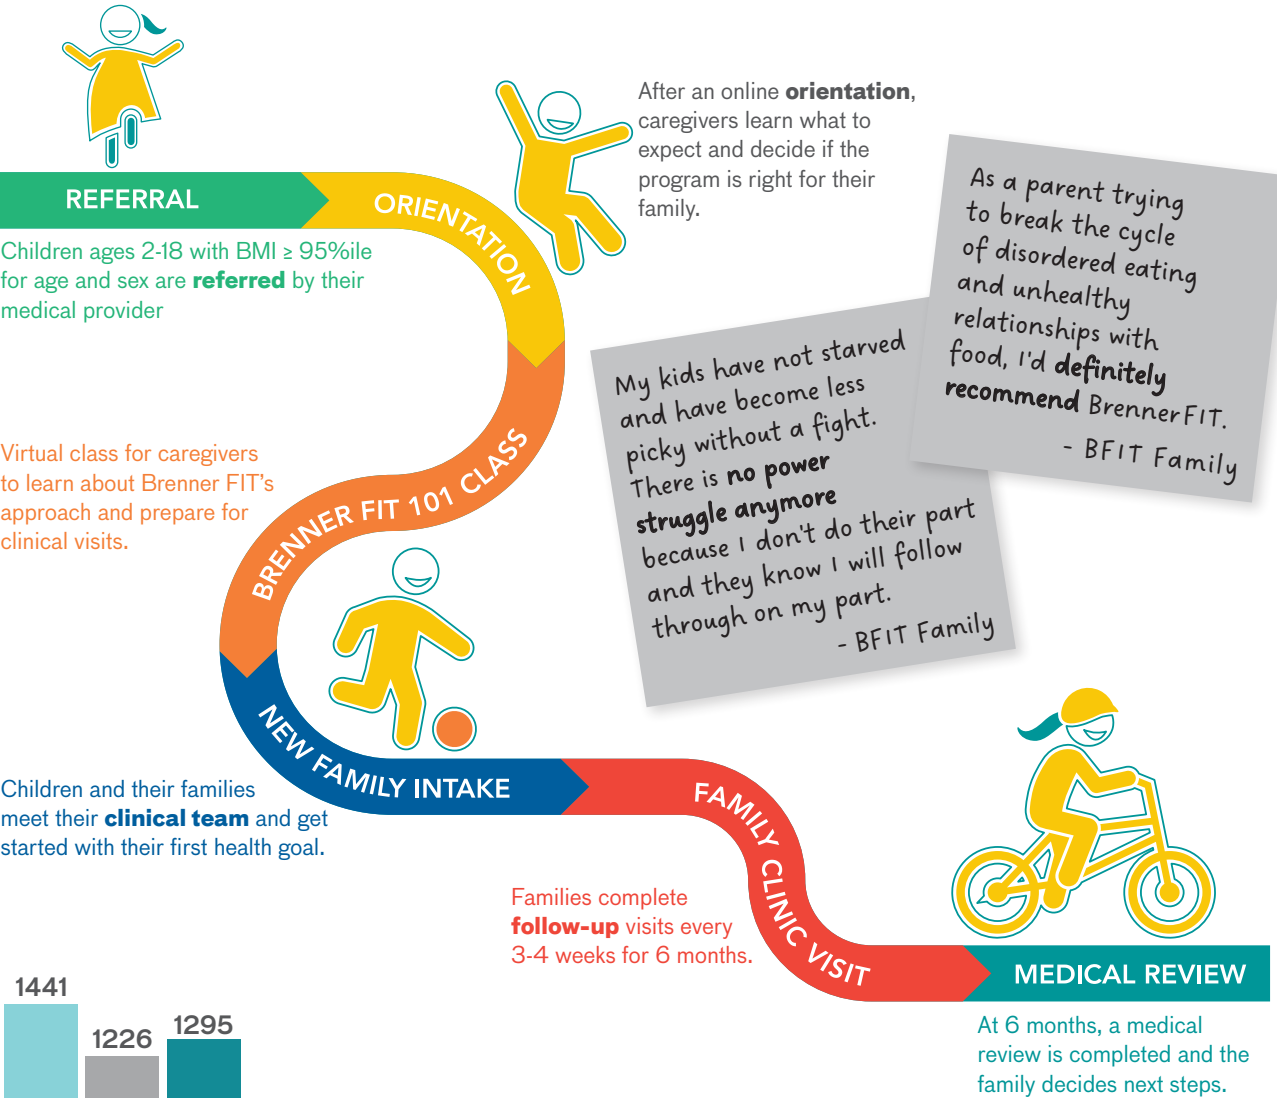 REFERRAL
Children ages 2-18 with BMI ≥ 95%ile
for age and sex are referred by their
medical provider
ORIENTATION
After an online orientation,
caregivers learn what to
expect and decide if the
program is right for their
family.
As a parent trying
to break the cycle
of disordered eating
and unhealthy
relationships with
food, I'd definitely
recommend BrennerFIT.
- BFIT Family
My kids have not starved
and have become less
picky without a fight.
There is no power
struggle anymore
because I don't do their part
and they know I will follow
through on my part.
- BFIT Family
BRENNER FIT 101 CLASS
Virtual class for caregivers
to learn about Brenner FIT's
approach and prepare for
clinical visits.
NEW FAMILY INTAKE
Children and their families
meet their clinical team and get
started with their first health goal.
FAMILY CLINIC VISIT
Families complete
follow-up visits every
3-4 weeks for 6 months.
MEDICAL REVIEW
At 6 months, a medical
review is completed and the
family decides next steps.
1441
1226
1295